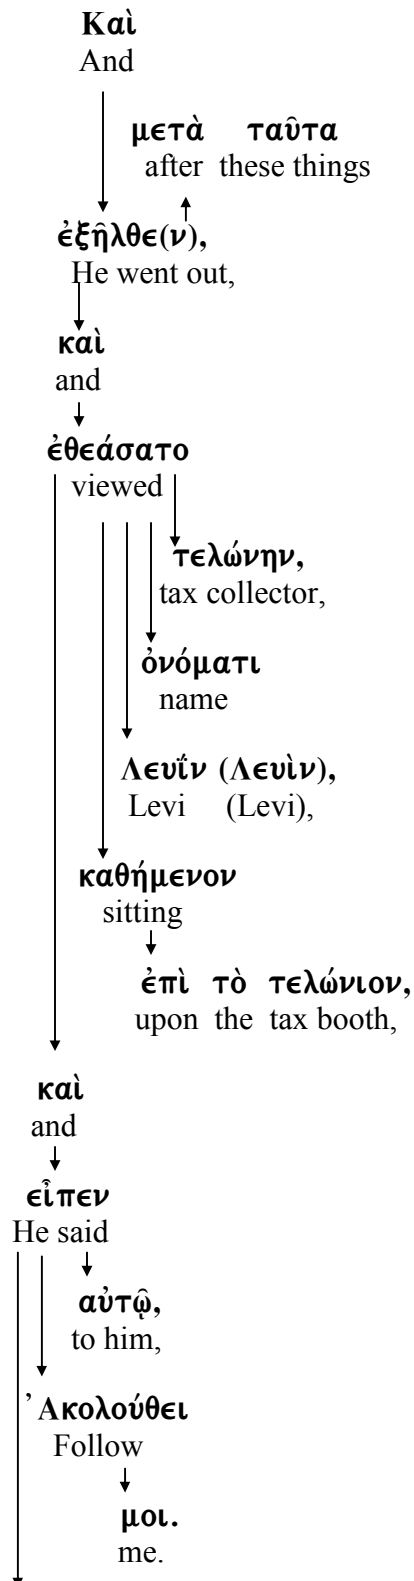 Καὶ
And
μετὰ ταῦτα
after these things
ἐξῆλθε(ν),
He went out,
καὶ
and
ἐθεάσατο
viewed
τελώνην,
tax collector,
ὀνόματι
name
Λευΐν (Λευὶν),
Levi (Levi),
καθήμενον
sitting
ἐπὶ τὸ τελώνιον,
upon the tax booth,
καὶ
and
εἶπεν
He said
αὐτῷ,
to him,
Ἀκολούθει
Follow
μοι.
me.